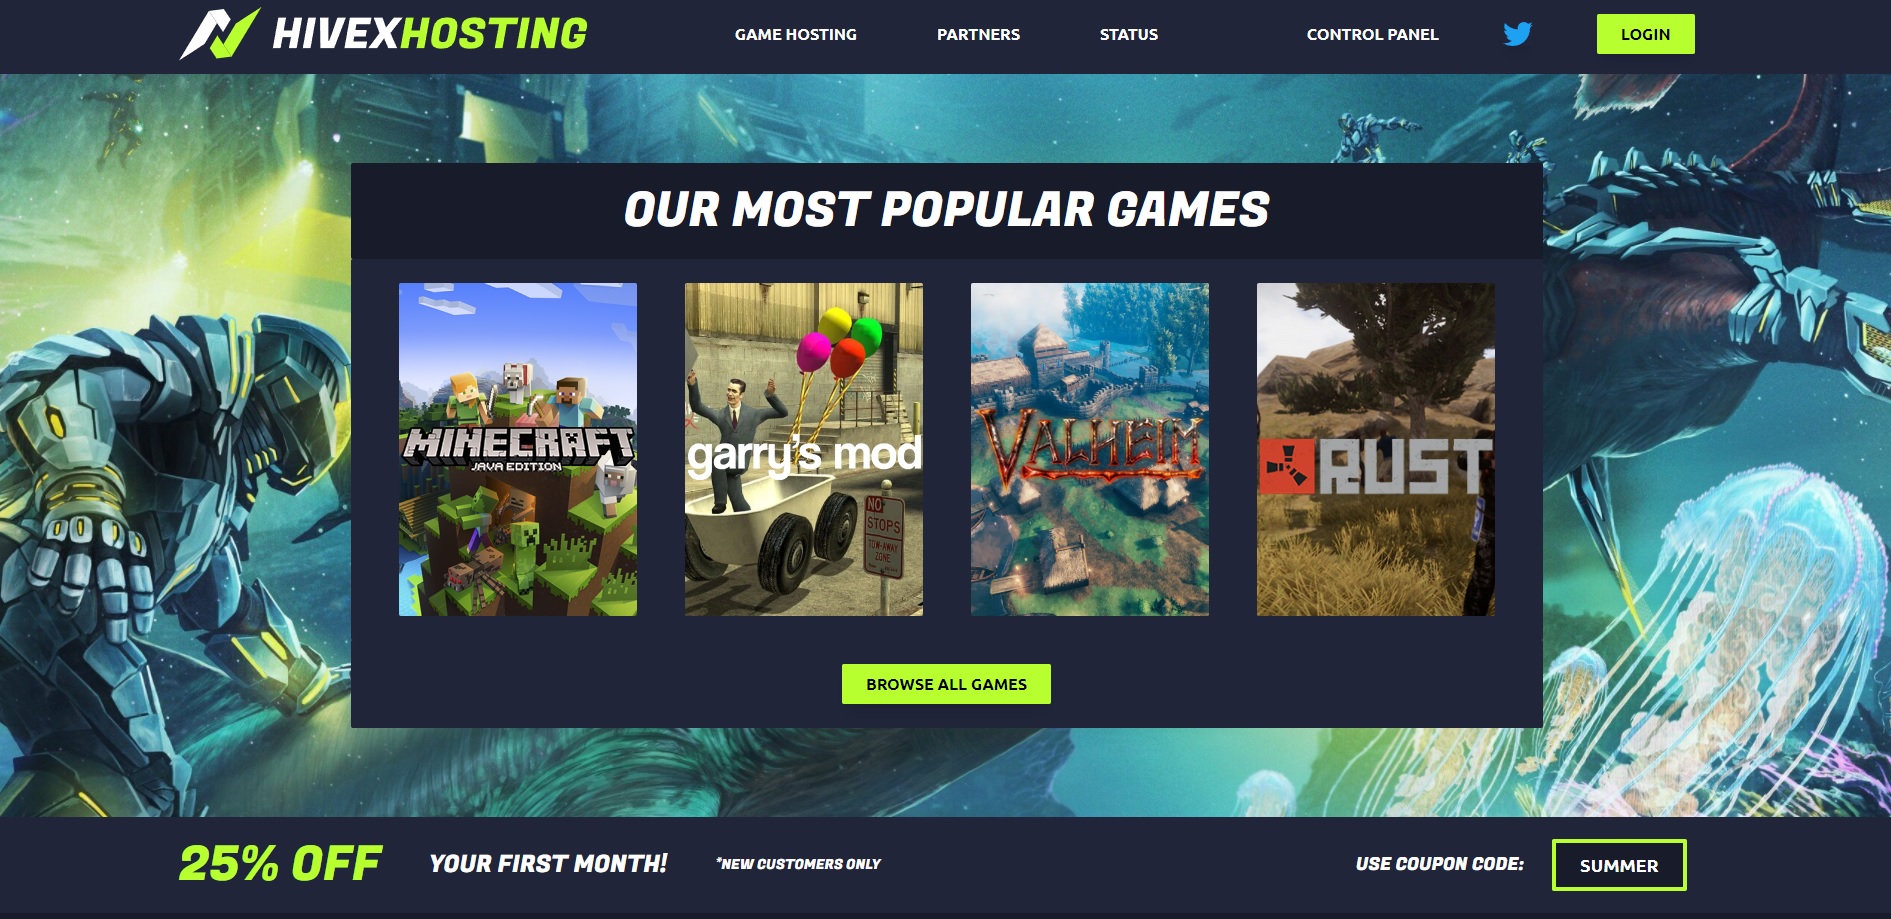 HIVEXHOSTING
GAME HOSTING
PARTNERS
STATUS
CONTROL PANEL
LOGIN
OUR MOST POPULAR GAMES
MINECRAFT
JAVA EDITION
garry's mod
NO
STOPS
TOW-AWAY
ZONE
VALHEIM
RUST
BROWSE ALL GAMES
25% OFF
YOUR FIRST MONTH!
*NEW CUSTOMERS ONLY
USE COUPON CODE:
SUMMER